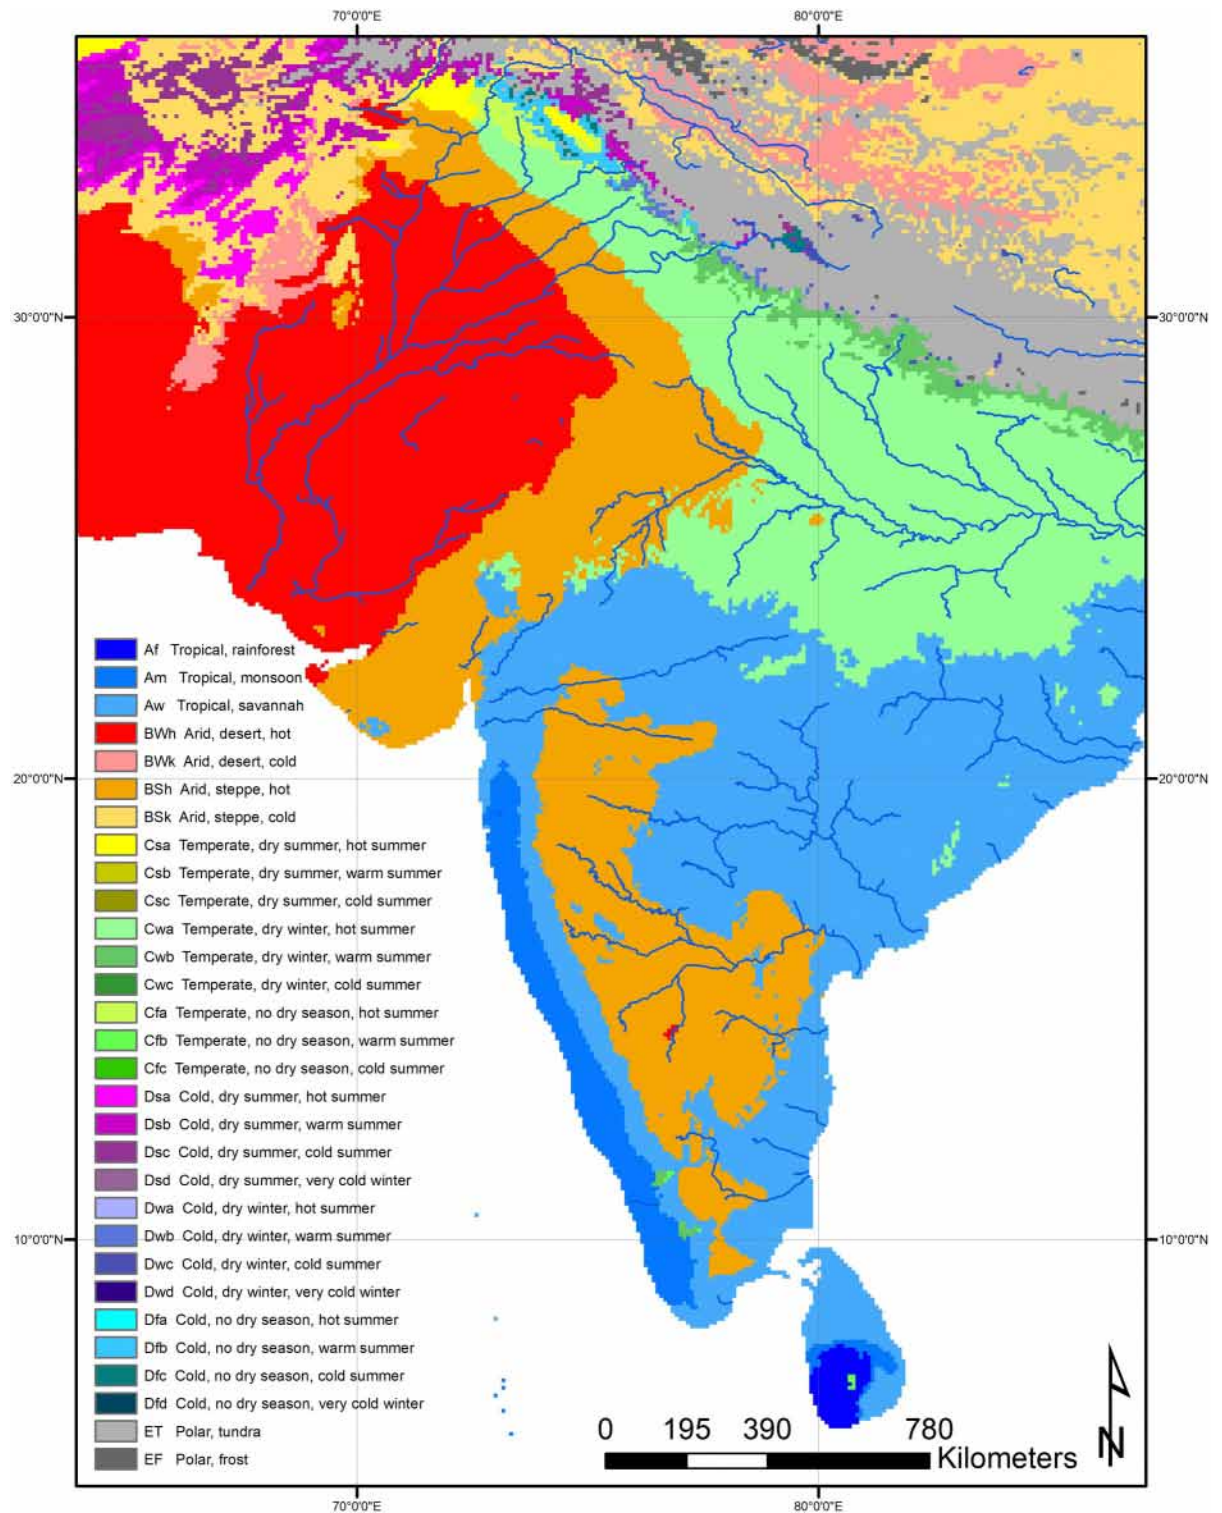 70°0'0"E 80°0'0"E
30°0'0"N 30°0'0"N
Af Tropical, rainforest
Am Tropical, monsoon
Aw Tropical, savannah
BWh Arid, desert, hot
BWk Arid, desert, cold
20°0'0"N 20°0'0"N
BSh Arid, steppe, hot
BSk Arid, steppe, cold
Csa Temperate, dry summer, hot summer
Csb Temperate, dry summer, warm summer
Csc Temperate, dry summer, cold summer
Cwa Temperate, dry winter, hot summer
Cwb Temperate, dry winter, warm summer
Cwc Temperate, dry winter, cold summer
Cfa Temperate, no dry season, hot summer
Cfb Temperate, no dry season, warm summer
Cfc Temperate, no dry season, cold summer
Dsa Cold, dry summer, hot summer
Dsb Cold, dry summer, warm summer
Dsc Cold, dry summer, cold summer
Dsd Cold, dry summer, very cold winter
Dwa Cold, dry winter, hot summer
Dwb Cold, dry winter, warm summer
10°0'0"N 10°0'0"N
Dwc Cold, dry winter, cold summer
Dwd Cold, dry winter, very cold winter
Dfa Cold, no dry season, hot summer
Dfb Cold, no dry season, warm summer
Dfc Cold, no dry season, cold summer
Dfd Cold, no dry season, very cold winter
ET Polar, tundra
EF Polar, frost
0 195 390 780
Kilometers
N
70°0'0"E 80°0'0"E